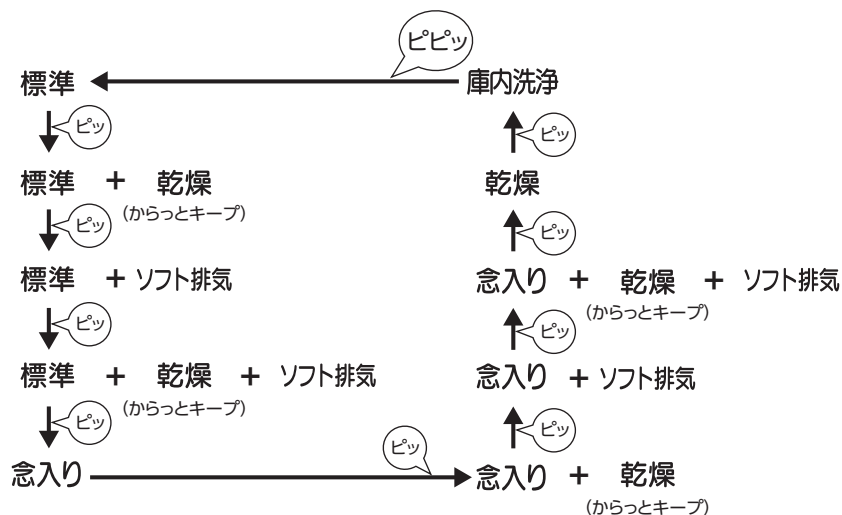 ピピッ
標準
庫内洗浄
ピッ
ピッ
標準 + 乾燥
(からっとキープ)
乾燥
ピッ
ピッ
標準 + ソフト排気
念入り + 乾燥 + ソフト排気
(からっとキープ)
ピッ
ピッ
標準 + 乾燥 + ソフト排気
(からっとキープ)
念入り + ソフト排気
ピッ
ピッ
ピッ
念入り
念入り + 乾燥
(からっとキープ)